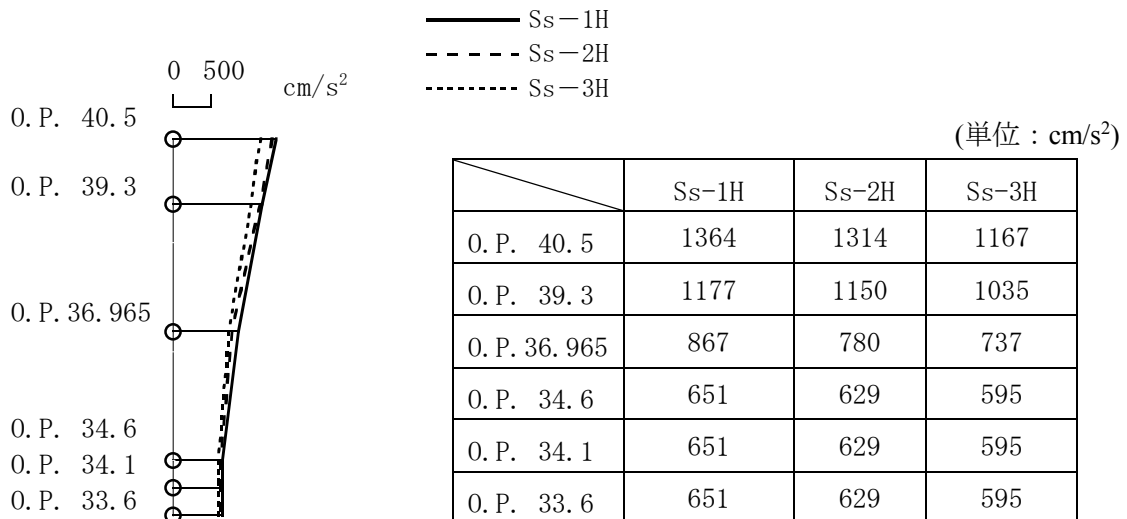 Ss－1H
Ss－2H
Ss－3H
0 500
cm/s²
O.P. 40.5
O.P. 39.3
O.P.36.965
O.P. 34.6
O.P. 34.1
O.P. 33.6
(単位：cm/s²)
Ss-1H Ss-2H Ss-3H
O.P. 40.5 1364 1314 1167
O.P. 39.3 1177 1150 1035
O.P.36.965 867 780 737
O.P. 34.6 651 629 595
O.P. 34.1 651 629 595
O.P. 33.6 651 629 595